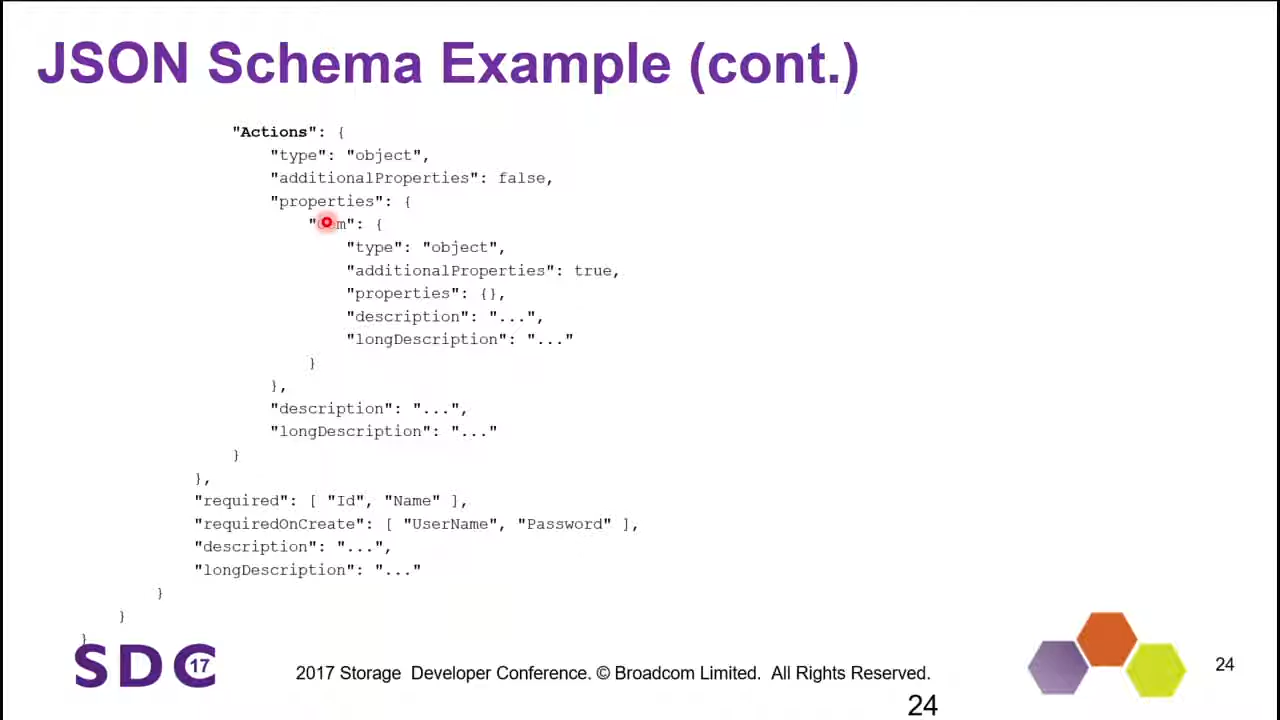 JSON Schema Example (cont.)
"Actions": {
"type": "object",
"additionalProperties": false,
"properties": {
m": {
"type": "object",
"additionalProperties": true,
"properties": {},
"description": "...",
"longDescription": "..."
}
},
"description": "...",
"longDescription": "..."
}
},
"required": [ "Id", "Name" ],
"requiredOnCreate": [ "UserName", "Password" ],
"description": "...",
"longDescription": "..."
}
}
}
SDC 17
2017 Storage Developer Conference. © Broadcom Limited. All Rights Reserved.
24
24